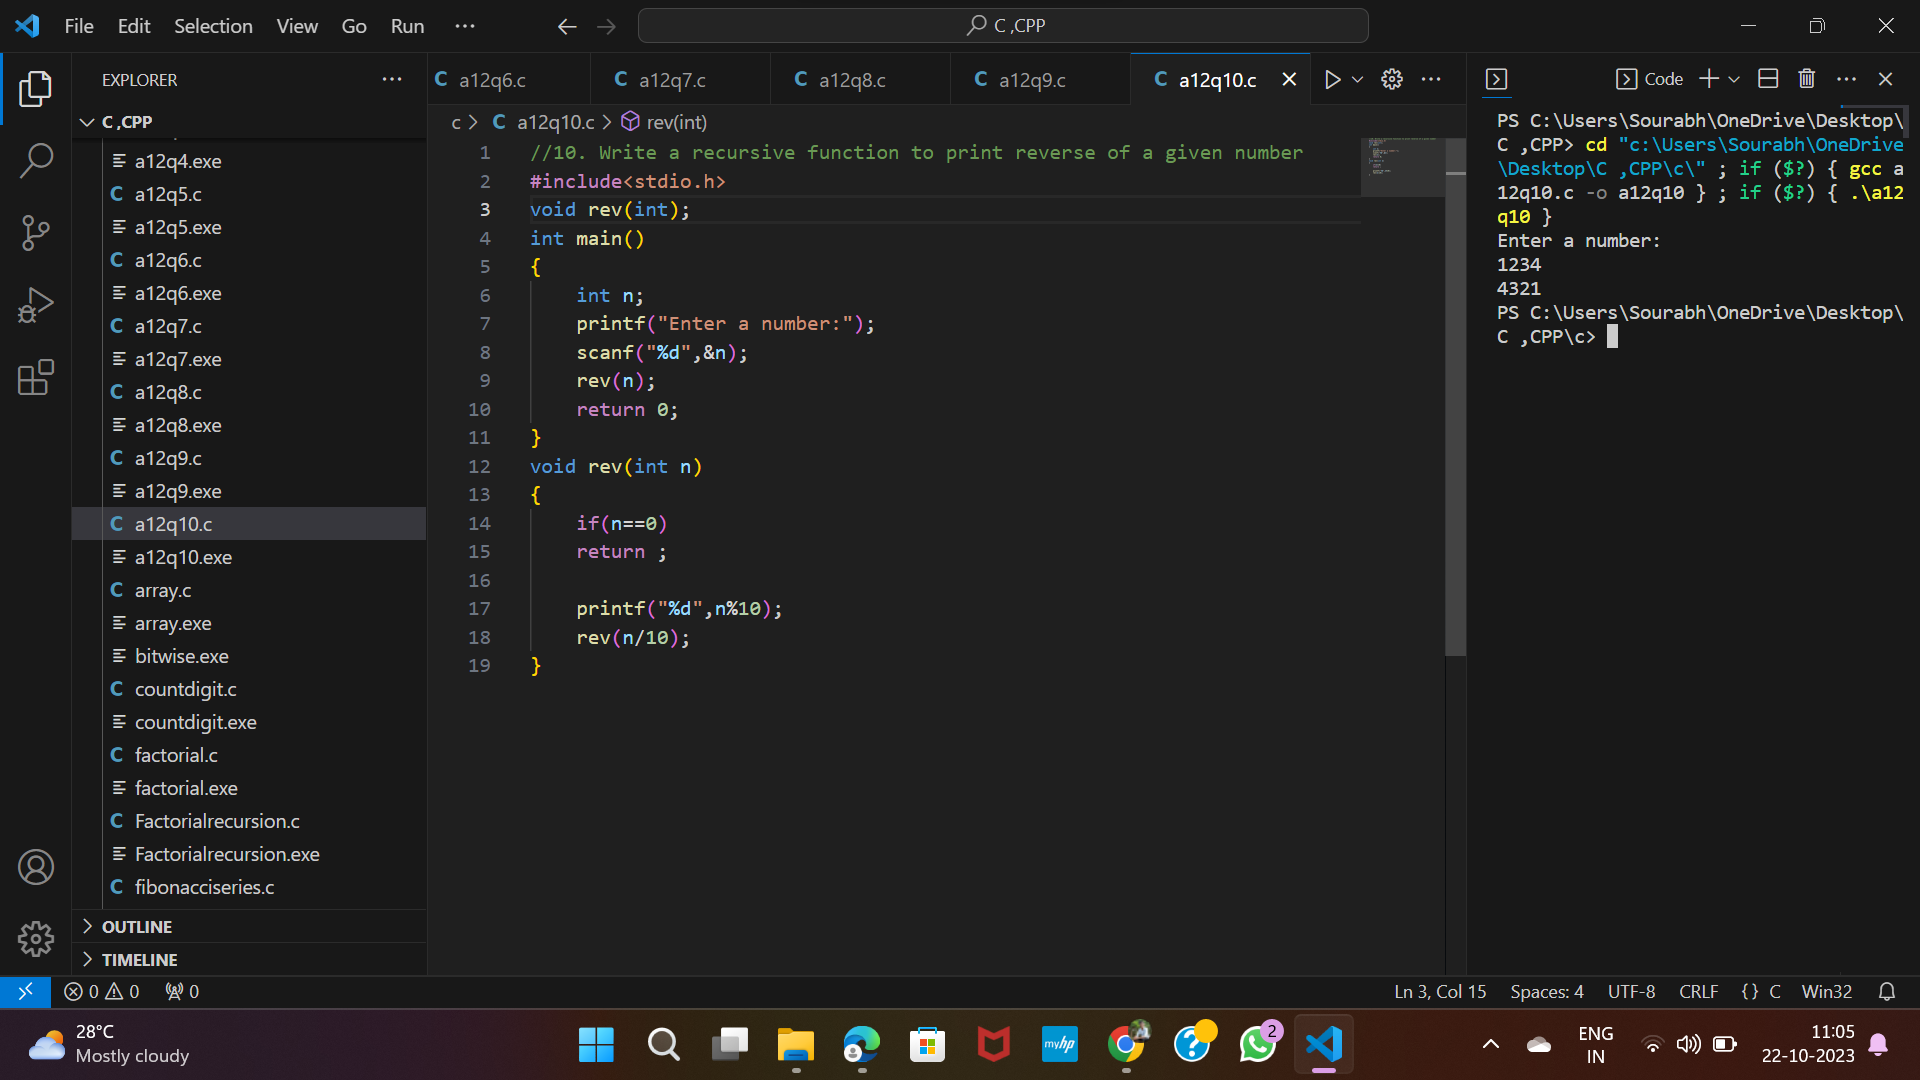 File Edit Selection View Go Run ··· C ,CPP
EXPLORER ···
C ,CPP
a12q4.exe
a12q5.c
a12q5.exe
a12q6.c
a12q6.exe
a12q7.c
a12q7.exe
a12q8.c
a12q8.exe
a12q9.c
a12q9.exe
a12q10.c
a12q10.exe
array.c
array.exe
bitwise.exe
countdigit.c
countdigit.exe
factorial.c
factorial.exe
Factorialrecursion.c
Factorialrecursion.exe
fibonacciseries.c
OUTLINE
TIMELINE
C a12q6.c C a12q7.c C a12q8.c C a12q9.c C a12q10.c
c > C a12q10.c > rev(int)
1 //10. Write a recursive function to print reverse of a given number
2 #include<stdio.h>
3 void rev(int);
4 int main()
5 {
6 int n;
7 printf("Enter a number:");
8 scanf("%d",&n);
9 rev(n);
10 return 0;
11 }
12 void rev(int n)
13 {
14 if(n==0)
15 return ;
16
17 printf("%d",n%10);
18 rev(n/10);
19 }
Code
PS C:\Users\Sourabh\OneDrive\Desktop\
C ,CPP> cd "c:\Users\Sourabh\OneDrive
\Desktop\C ,CPP\c\" ; if ($?) { gcc a
12q10.c -o a12q10 } ; if ($?) { .\a12
q10 }
Enter a number:
1234
4321
PS C:\Users\Sourabh\OneDrive\Desktop\
C ,CPP\c>
0 0 0 Ln 3, Col 15 Spaces: 4 UTF-8 CRLF {} C Win32
28°C
Mostly cloudy
myhp
2
ENG
IN
11:05
22-10-2023